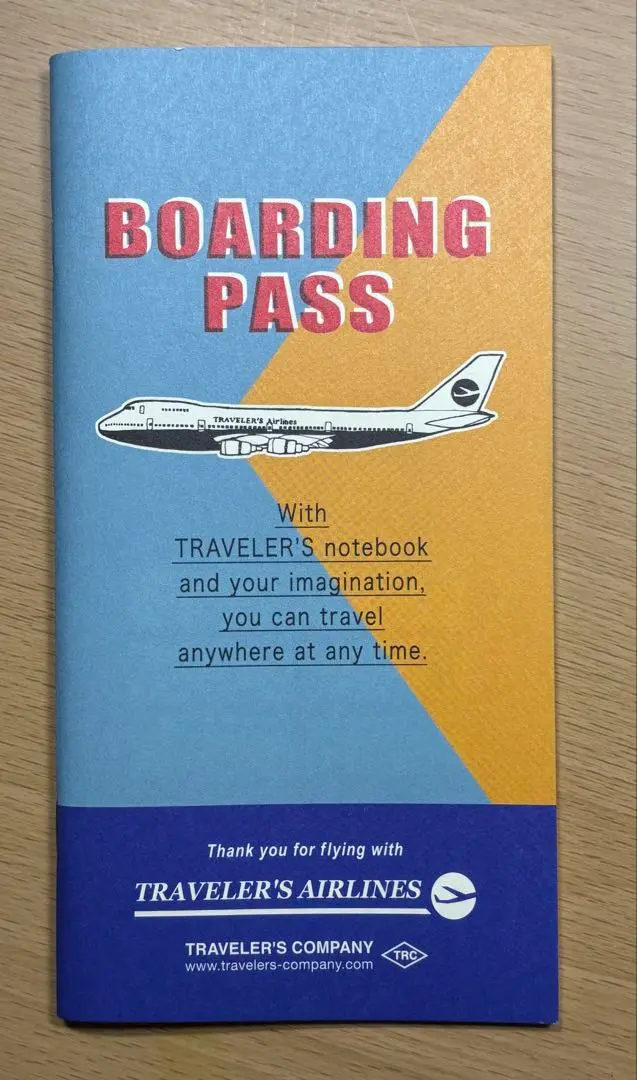 BOARDING
PASS
TRAVELER'S Airlines
With
TRAVELER'S notebook
and your imagination,
you can travel
anywhere at any time.
Thank you for flying with
TRAVELER'S AIRLINES
TRAVELER'S COMPANY TRC
www.travelers-company.com